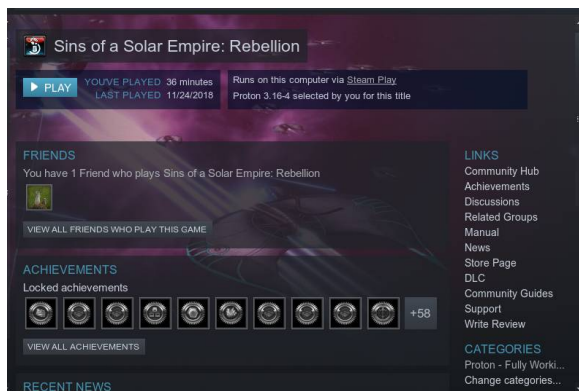 Sins of a Solar Empire: Rebellion
PLAY
YOU'VE PLAYED 36 minutes
LAST PLAYED 11/24/2018
Runs on this computer via Steam Play
Proton 3.16-4 selected by you for this title
FRIENDS
You have 1 Friend who plays Sins of a Solar Empire: Rebellion
VIEW ALL FRIENDS WHO PLAY THIS GAME
ACHIEVEMENTS
Locked achievements
+58
VIEW ALL ACHIEVEMENTS
RECENT NEWS
LINKS
Community Hub
Achievements
Discussions
Related Groups
Manual
News
Store Page
DLC
Community Guides
Support
Write Review
CATEGORIES
Proton - Fully Worki...
Change categories...